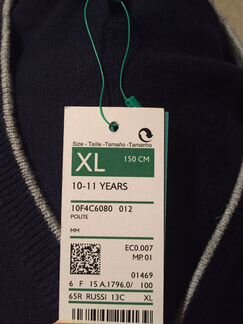 Size - Taille - Tamaño - Tamanho
XL 150 CM
10-11 YEARS
10F4C6080 012
POLITE
MM
EC0.007
MP.01
01469
6 F 15 A.1796.0/ 100
65R RUSSI 13C XL